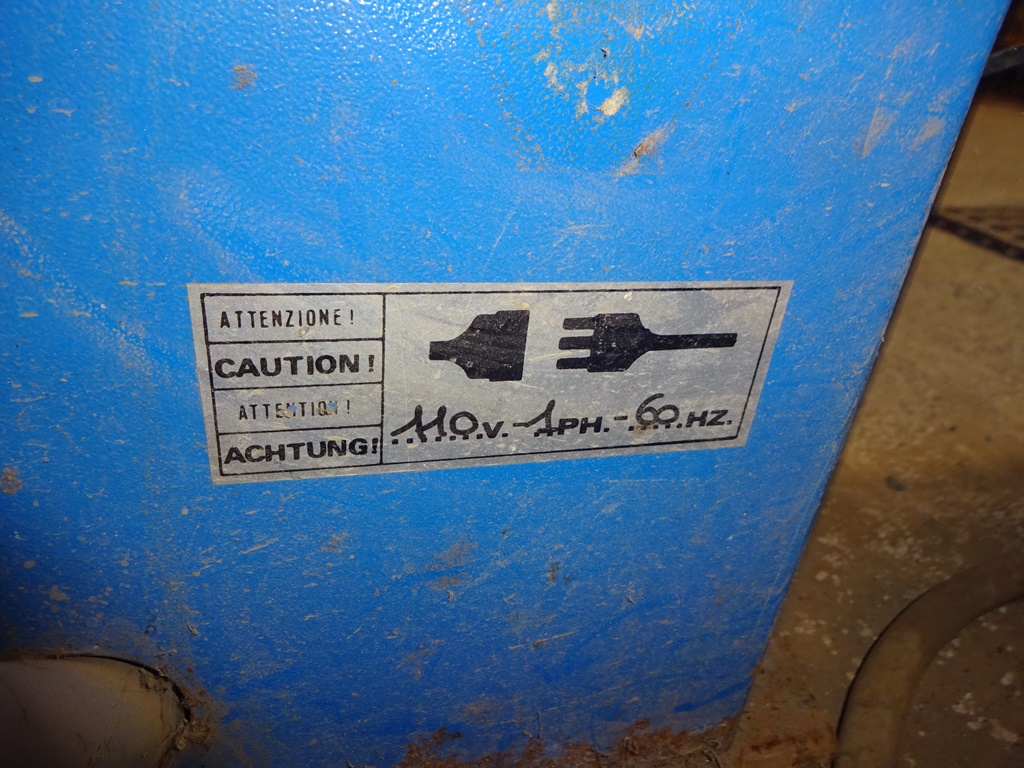 ATTENZIONE!
CAUTION!
ATTENTION!
ACHTUNG!
110 V. - 1 PH. - 60 HZ.